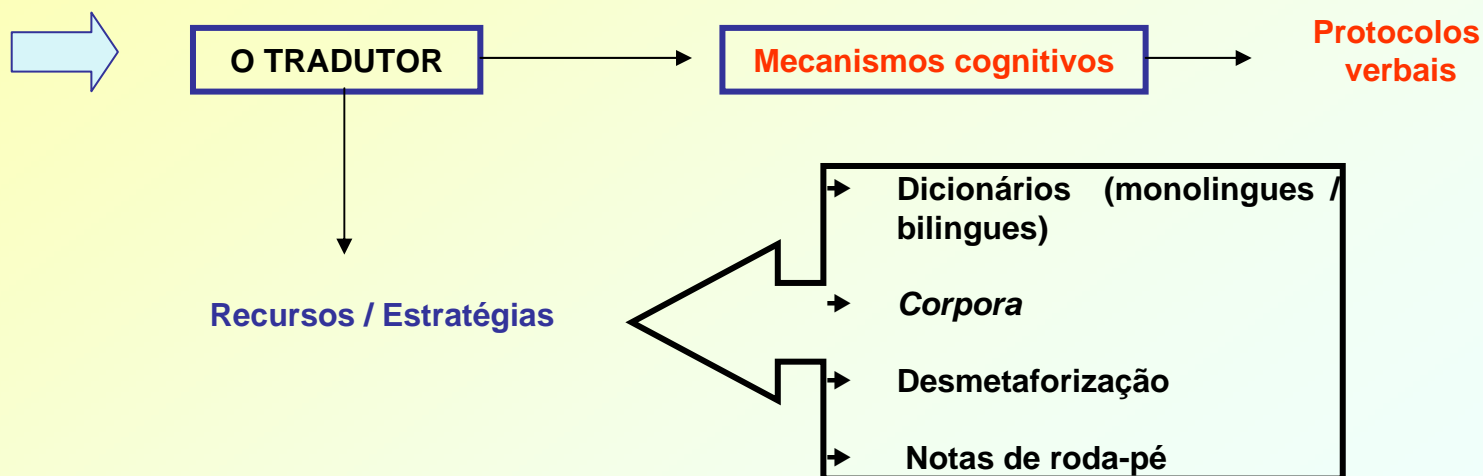 O TRADUTOR
Mecanismos cognitivos
Protocolos
verbais
Dicionários (monolingues /
bilingues)
Recursos / Estratégias
Corpora
Desmetaforização
Notas de roda-pé